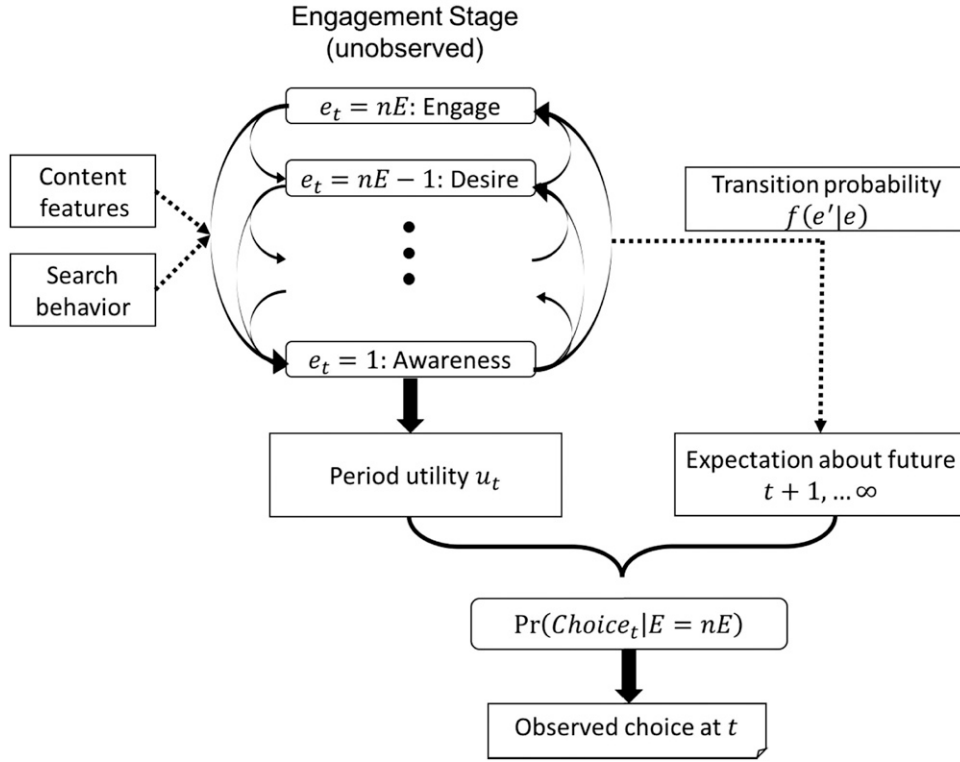 Engagement Stage
(unobserved)
e_t = nE: Engage
e_t = nE − 1: Desire
e_t = 1: Awareness
Content
features
Search
behavior
Transition probability
f(e′|e)
Period utility u_t
Expectation about future
t + 1, … ∞
Pr(Choice_t|E = nE)
Observed choice at t